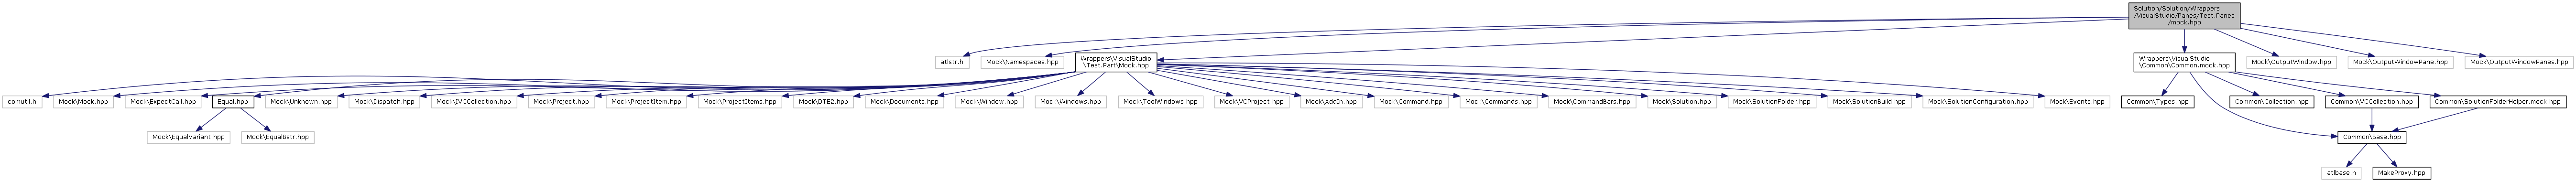 Solution/Solution/Wrappers
/VisualStudio/Panes/Test.Panes
/mock.hpp
atlstr.h
Mock\Namespaces.hpp
Wrappers\VisualStudio
\Test.Part\Mock.hpp
Wrappers\VisualStudio
\Common\Common.mock.hpp
Mock\OutputWindow.hpp
Mock\OutputWindowPane.hpp
Mock\OutputWindowPanes.hpp
comutil.h
Mock\Mock.hpp
Mock\ExpectCall.hpp
Equal.hpp
Mock\Unknown.hpp
Mock\Dispatch.hpp
Mock\IVCCollection.hpp
Mock\Project.hpp
Mock\ProjectItem.hpp
Mock\ProjectItems.hpp
Mock\DTE2.hpp
Mock\Documents.hpp
Mock\Window.hpp
Mock\Windows.hpp
Mock\ToolWindows.hpp
Mock\VCProject.hpp
Mock\AddIn.hpp
Mock\Command.hpp
Mock\Commands.hpp
Mock\CommandBars.hpp
Mock\Solution.hpp
Mock\SolutionFolder.hpp
Mock\SolutionBuild.hpp
Mock\SolutionConfiguration.hpp
Mock\Events.hpp
Common\Types.hpp
Common\Collection.hpp
Common\VCCollection.hpp
Common\SolutionFolderHelper.mock.hpp
Mock\EqualVariant.hpp
Mock\EqualBstr.hpp
Common\Base.hpp
atlbase.h
MakeProxy.hpp